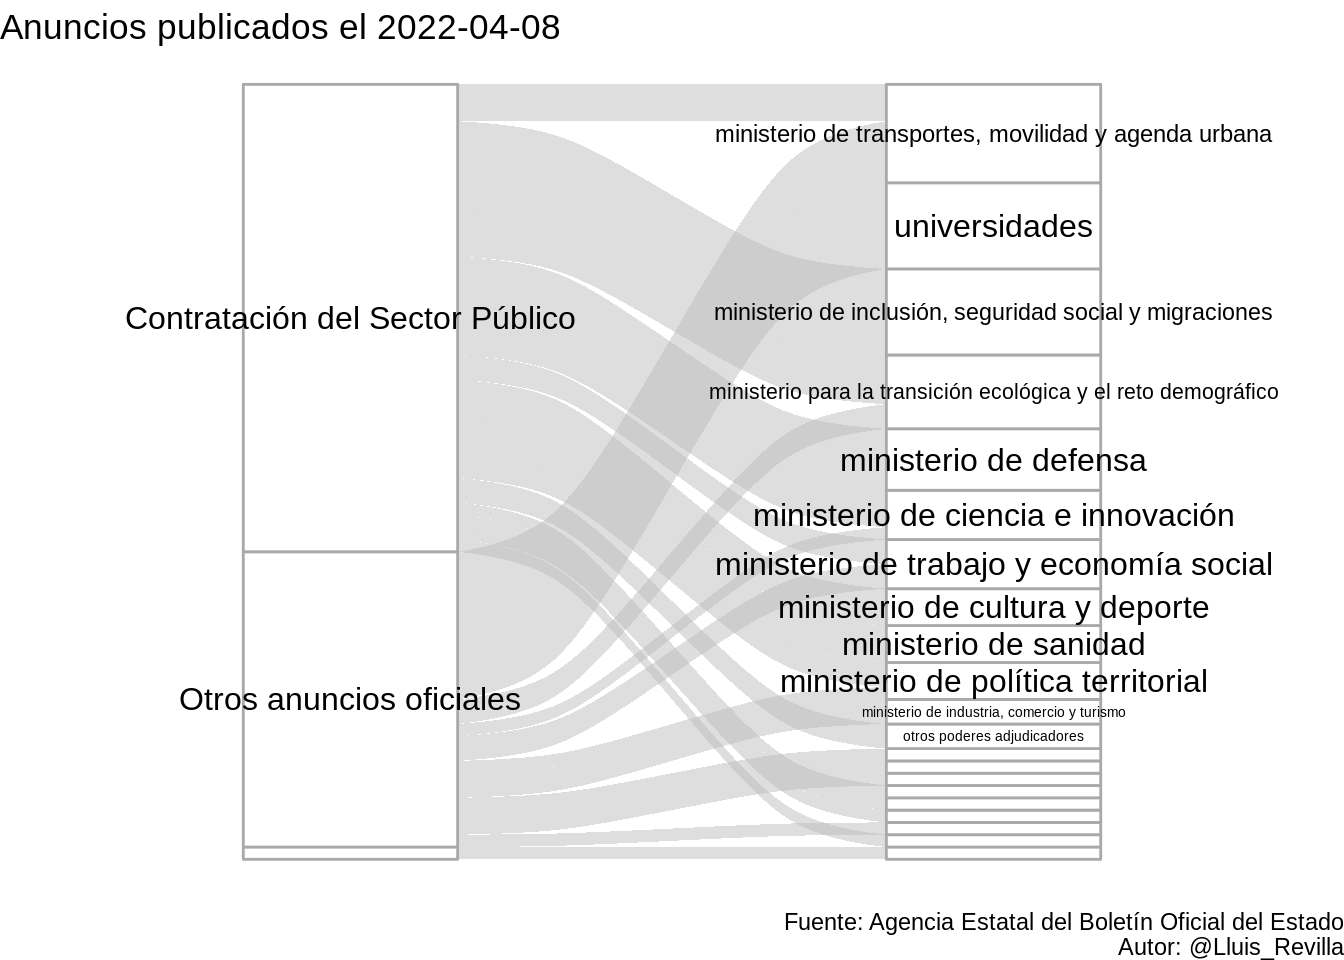 Anuncios publicados el 2022-04-08
ministerio de transportes, movilidad y agenda urbana
universidades
Contratación del Sector Público
ministerio de inclusión, seguridad social y migraciones
ministerio para la transición ecológica y el reto demográfico
ministerio de defensa
ministerio de ciencia e innovación
ministerio de trabajo y economía social
ministerio de cultura y deporte
ministerio de sanidad
ministerio de política territorial
Otros anuncios oficiales
ministerio de industria, comercio y turismo
otros poderes adjudicadores
Fuente: Agencia Estatal del Boletín Oficial del Estado
Autor: @Lluis_Revilla